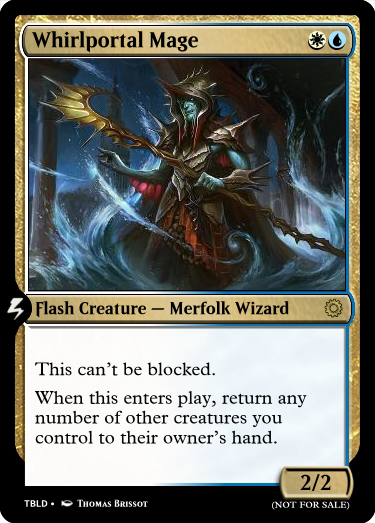 Whirlportal Mage
Flash Creature — Merfolk Wizard
This can't be blocked.
When this enters play, return any
number of other creatures you
control to their owner's hand.
2/2
TBLD • Thomas Brissot
(NOT FOR SALE)